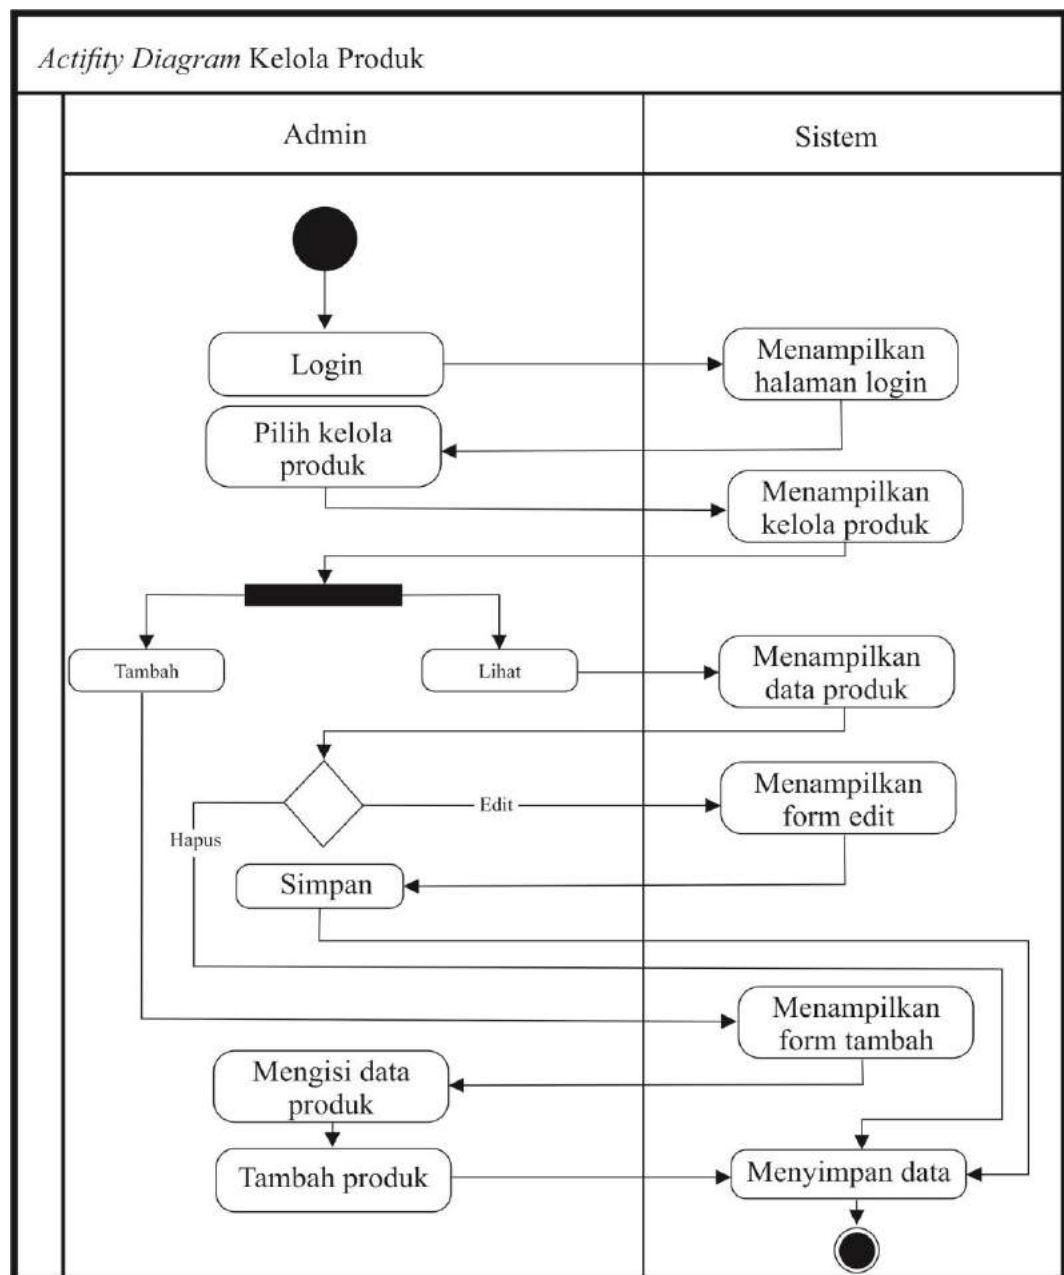 Actifity Diagram Kelola Produk
Admin
Sistem
Login
Menampilkan
halaman login
Pilih kelola
produk
Menampilkan
kelola produk
Tambah
Lihat
Menampilkan
data produk
Edit
Menampilkan
form edit
Hapus
Simpan
Menampilkan
form tambah
Mengisi data
produk
Tambah produk
Menyimpan data